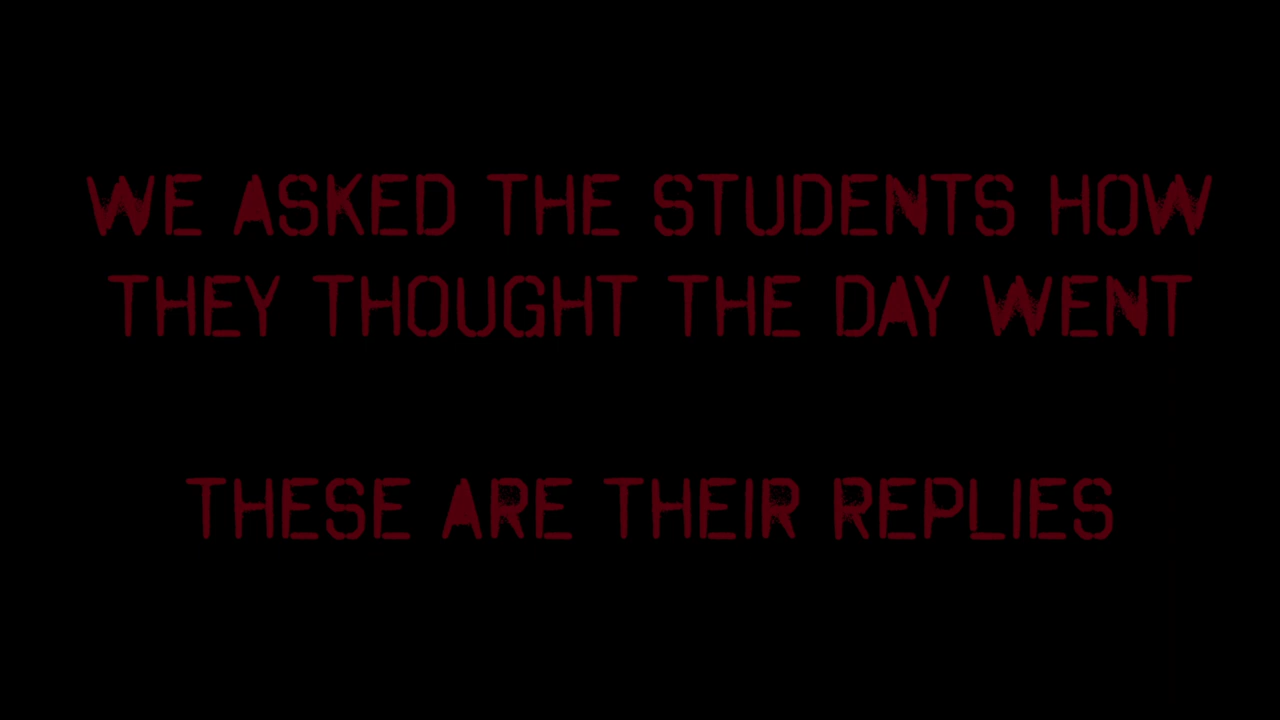 WE ASKED THE STUDENTS HOW
THEY THOUGHT THE DAY WENT
THESE ARE THEIR REPLIES